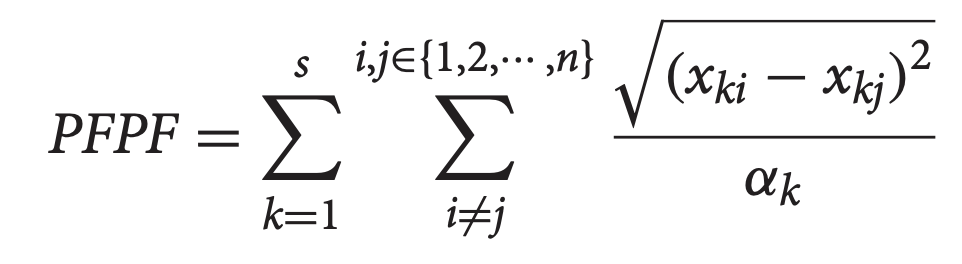 PFPF = \sum_{k=1}^{s} \sum_{i \neq j}^{i,j \in \{1,2,\cdots,n\}} \frac{\sqrt{(x_{ki} - x_{kj})^2}}{\alpha_k}